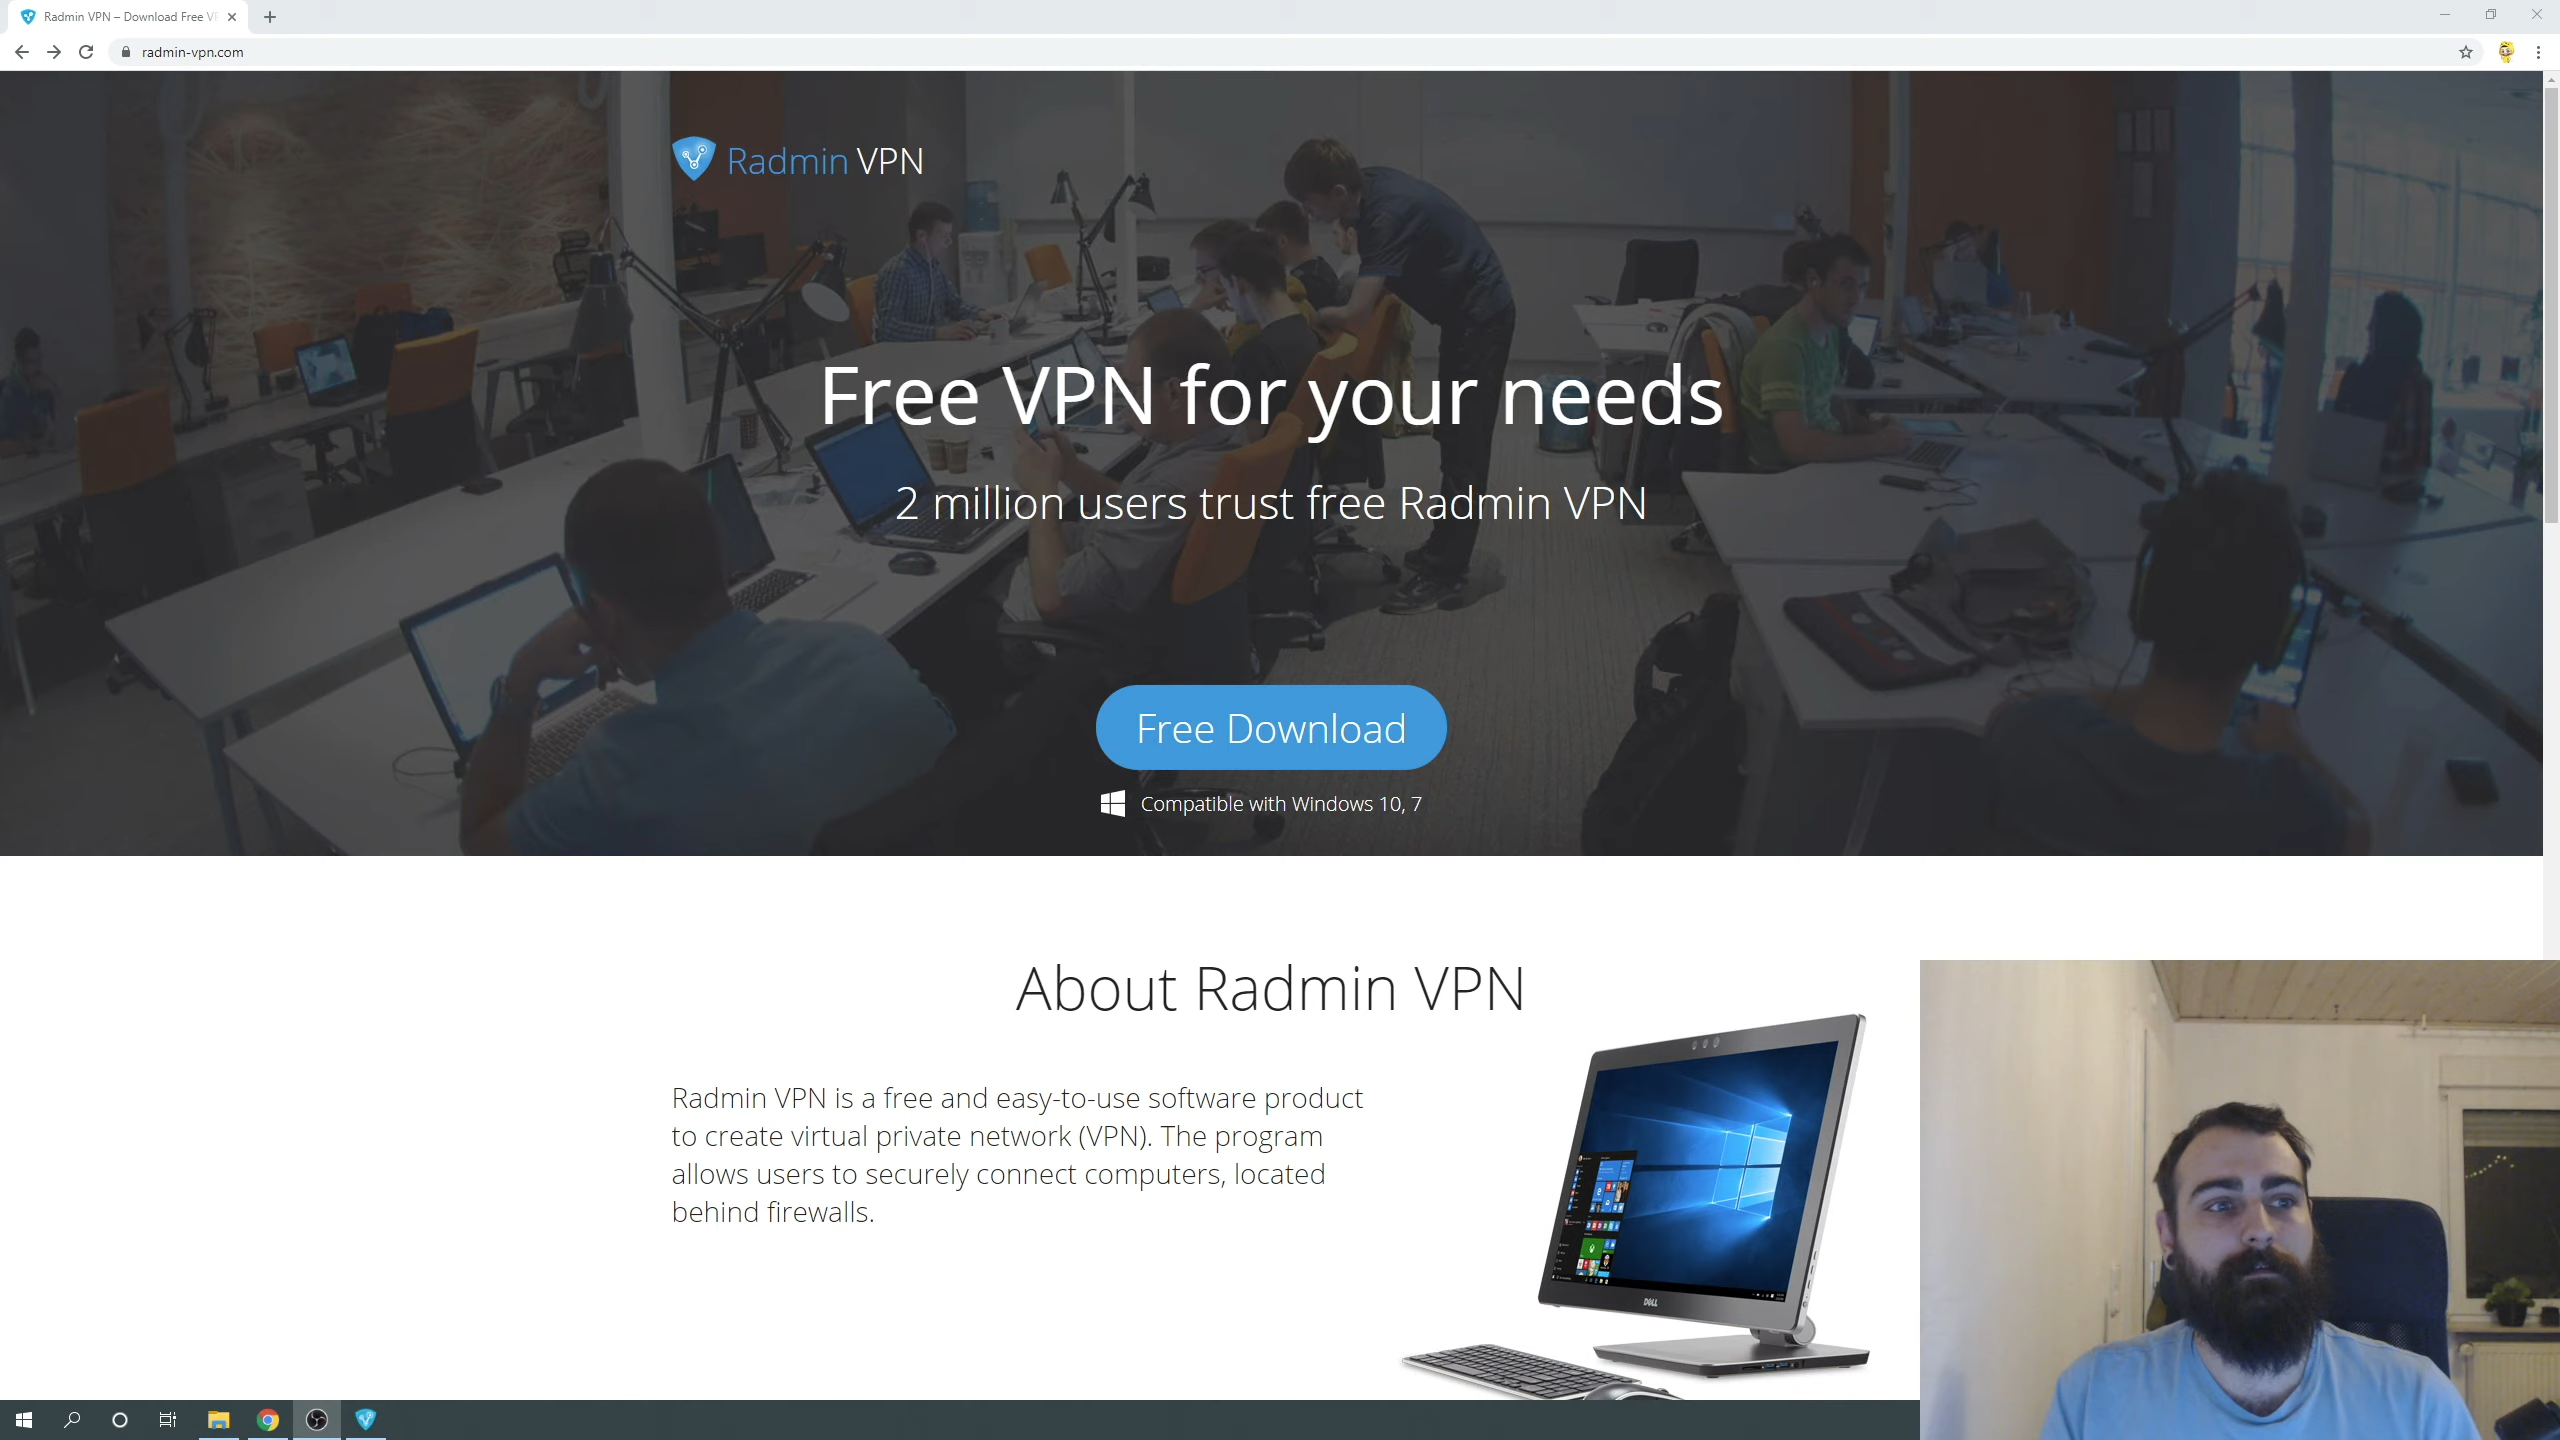 Radmin VPN – Download Free VP
radmin-vpn.com
Radmin VPN
Free VPN for your needs
2 million users trust free Radmin VPN
Free Download
Compatible with Windows 10, 7
About Radmin VPN
Radmin VPN is a free and easy-to-use software product
to create virtual private network (VPN). The program
allows users to securely connect computers, located
behind firewalls.
DELL